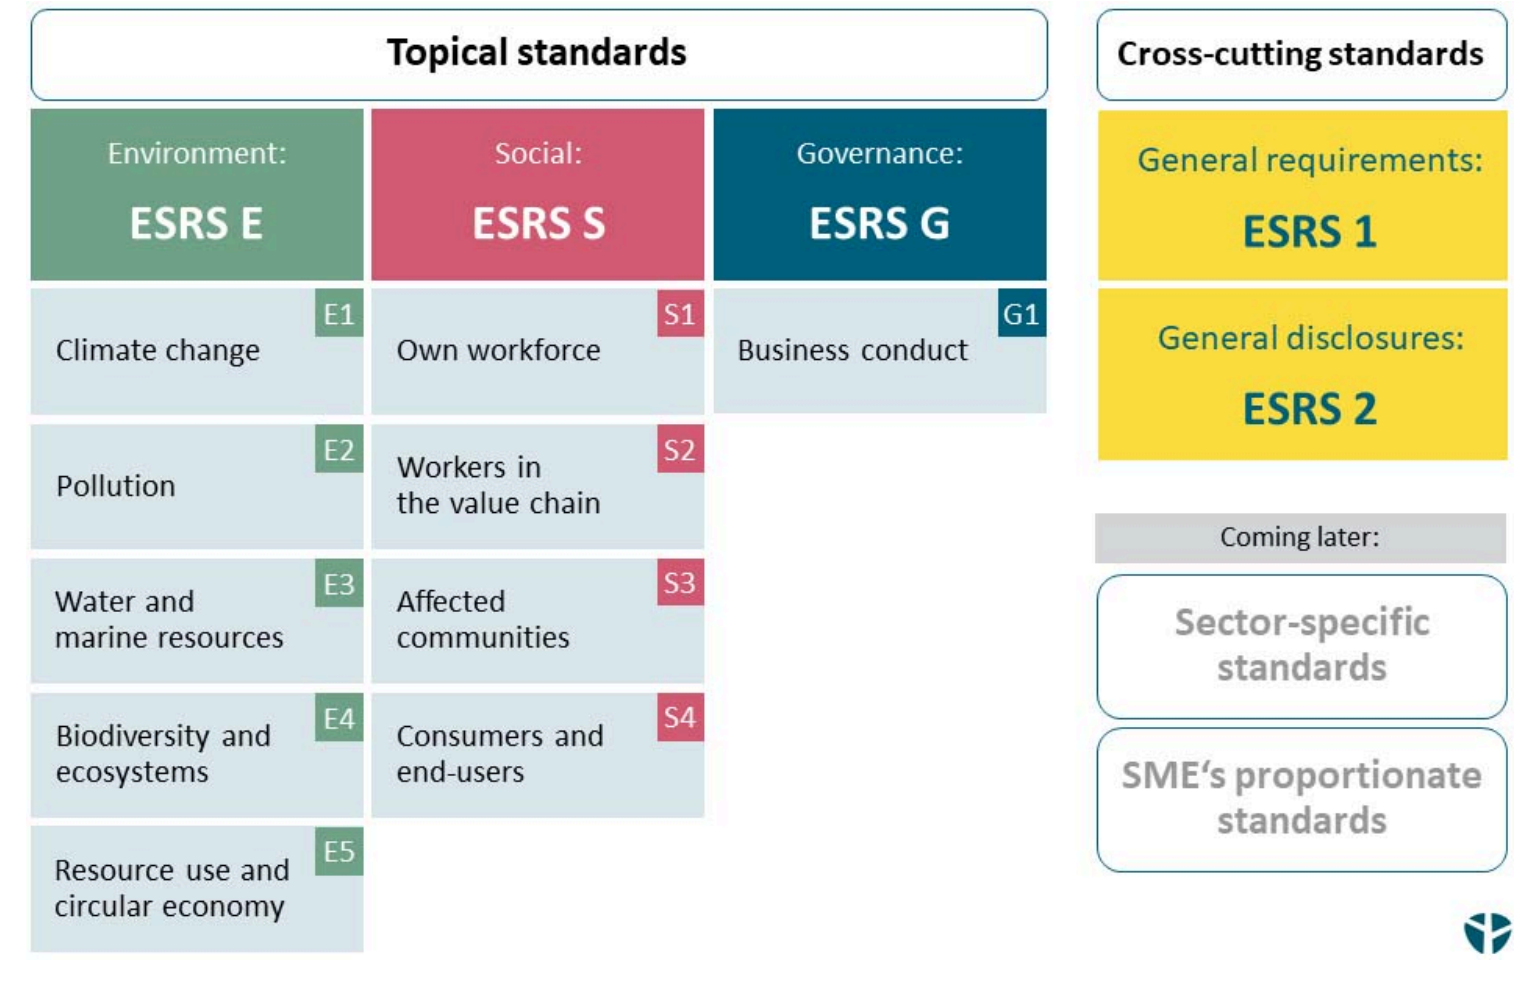 Topical standards
Environment:
ESRS E
E1
Climate change
E2
Pollution
E3
Water and
marine resources
E4
Biodiversity and
ecosystems
E5
Resource use and
circular economy
Social:
ESRS S
S1
Own workforce
S2
Workers in
the value chain
S3
Affected
communities
S4
Consumers and
end-users
Governance:
ESRS G
G1
Business conduct
Cross-cutting standards
General requirements:
ESRS 1
General disclosures:
ESRS 2
Coming later:
Sector-specific
standards
SME‘s proportionate
standards